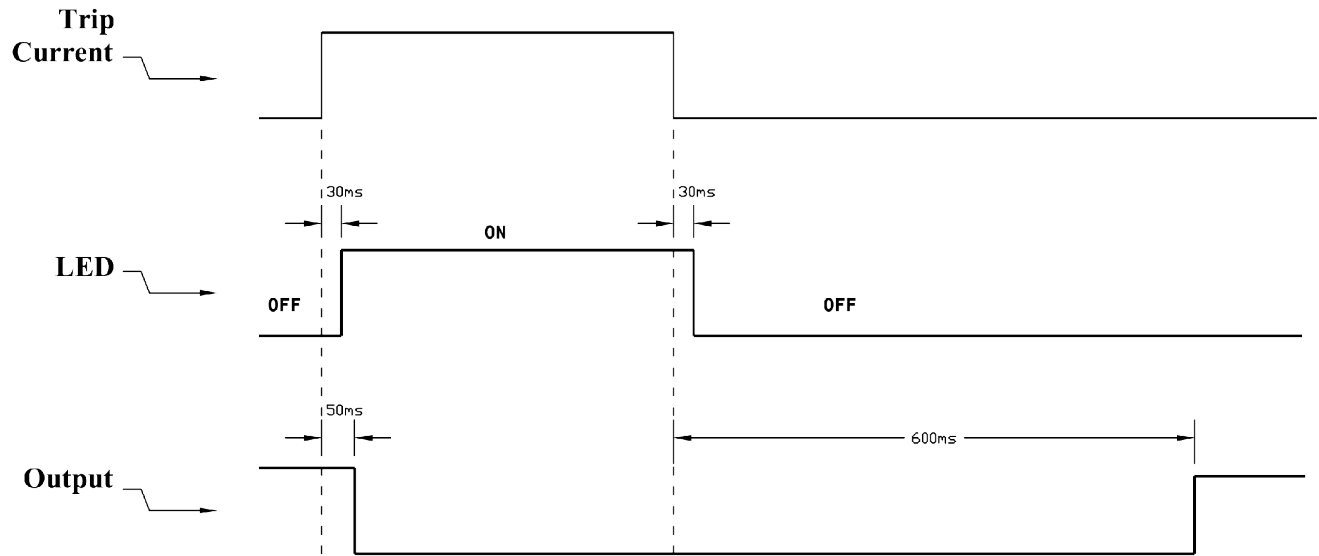 Trip
Current
30ms
30ms
ON
LED
OFF
OFF
50ms
600ms
Output